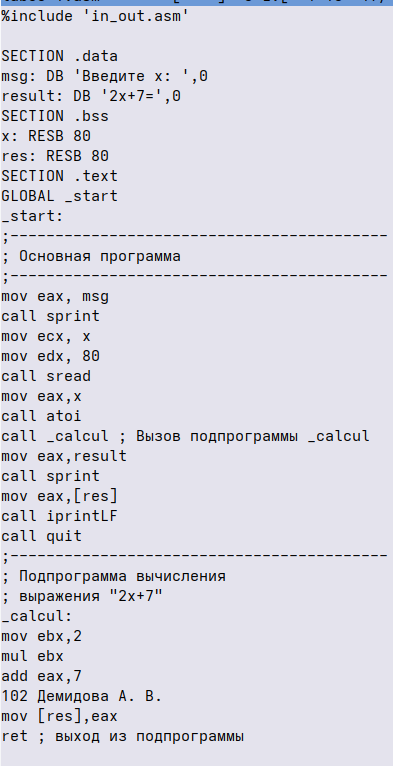 %include 'in_out.asm'
SECTION .data
msg: DB 'Введите x: ',0
result: DB '2x+7=',0
SECTION .bss
x: RESB 80
res: RESB 80
SECTION .text
GLOBAL _start
_start:
;------------------------------------------
; Основная программа
;------------------------------------------
mov eax, msg
call sprint
mov ecx, x
mov edx, 80
call sread
mov eax,x
call atoi
call _calcul ; Вызов подпрограммы _calcul
mov eax,result
call sprint
mov eax,[res]
call iprintLF
call quit
;------------------------------------------
; Подпрограмма вычисления
; выражения "2x+7"
_calcul:
mov ebx,2
mul ebx
add eax,7
102 Демидова А. В.
mov [res],eax
ret ; выход из подпрограммы